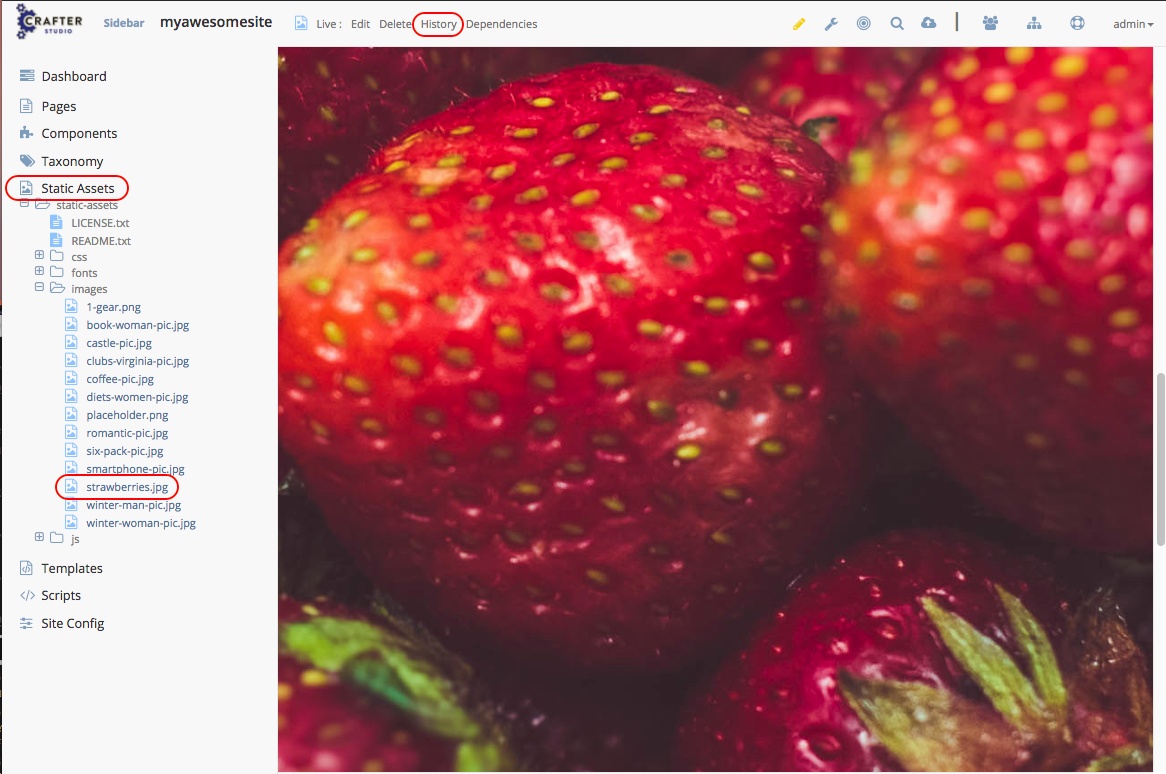 CRAFTER
STUDIO
Sidebar myawesomesite Live : Edit Delete History Dependencies admin
Dashboard
Pages
Components
Taxonomy
Static Assets
static-assets
LICENSE.txt
README.txt
css
fonts
images
1-gear.png
book-woman-pic.jpg
castle-pic.jpg
clubs-virginia-pic.jpg
coffee-pic.jpg
diets-women-pic.jpg
placeholder.png
romantic-pic.jpg
six-pack-pic.jpg
smartphone-pic.jpg
strawberries.jpg
winter-man-pic.jpg
winter-woman-pic.jpg
js
Templates
Scripts
Site Config